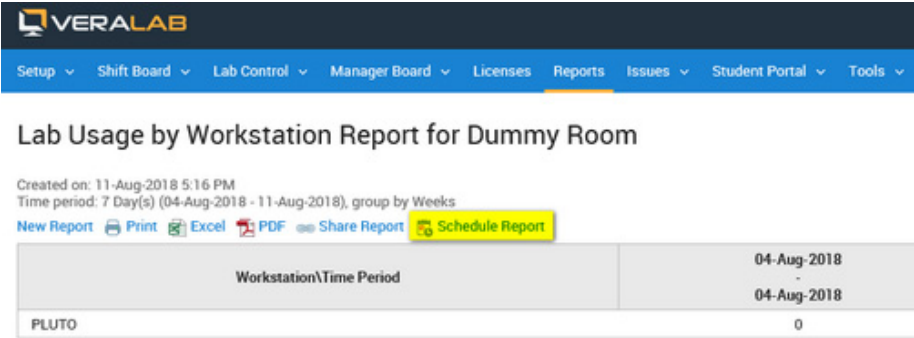 VERALAB
Setup Shift Board Lab Control Manager Board Licenses Reports Issues Student Portal Tools
Lab Usage by Workstation Report for Dummy Room
Created on: 11-Aug-2018 5:16 PM
Time period: 7 Day(s) (04-Aug-2018 - 11-Aug-2018), group by Weeks
New Report Print Excel PDF Share Report Schedule Report
Workstation\Time Period
04-Aug-2018
-
04-Aug-2018
PLUTO 0